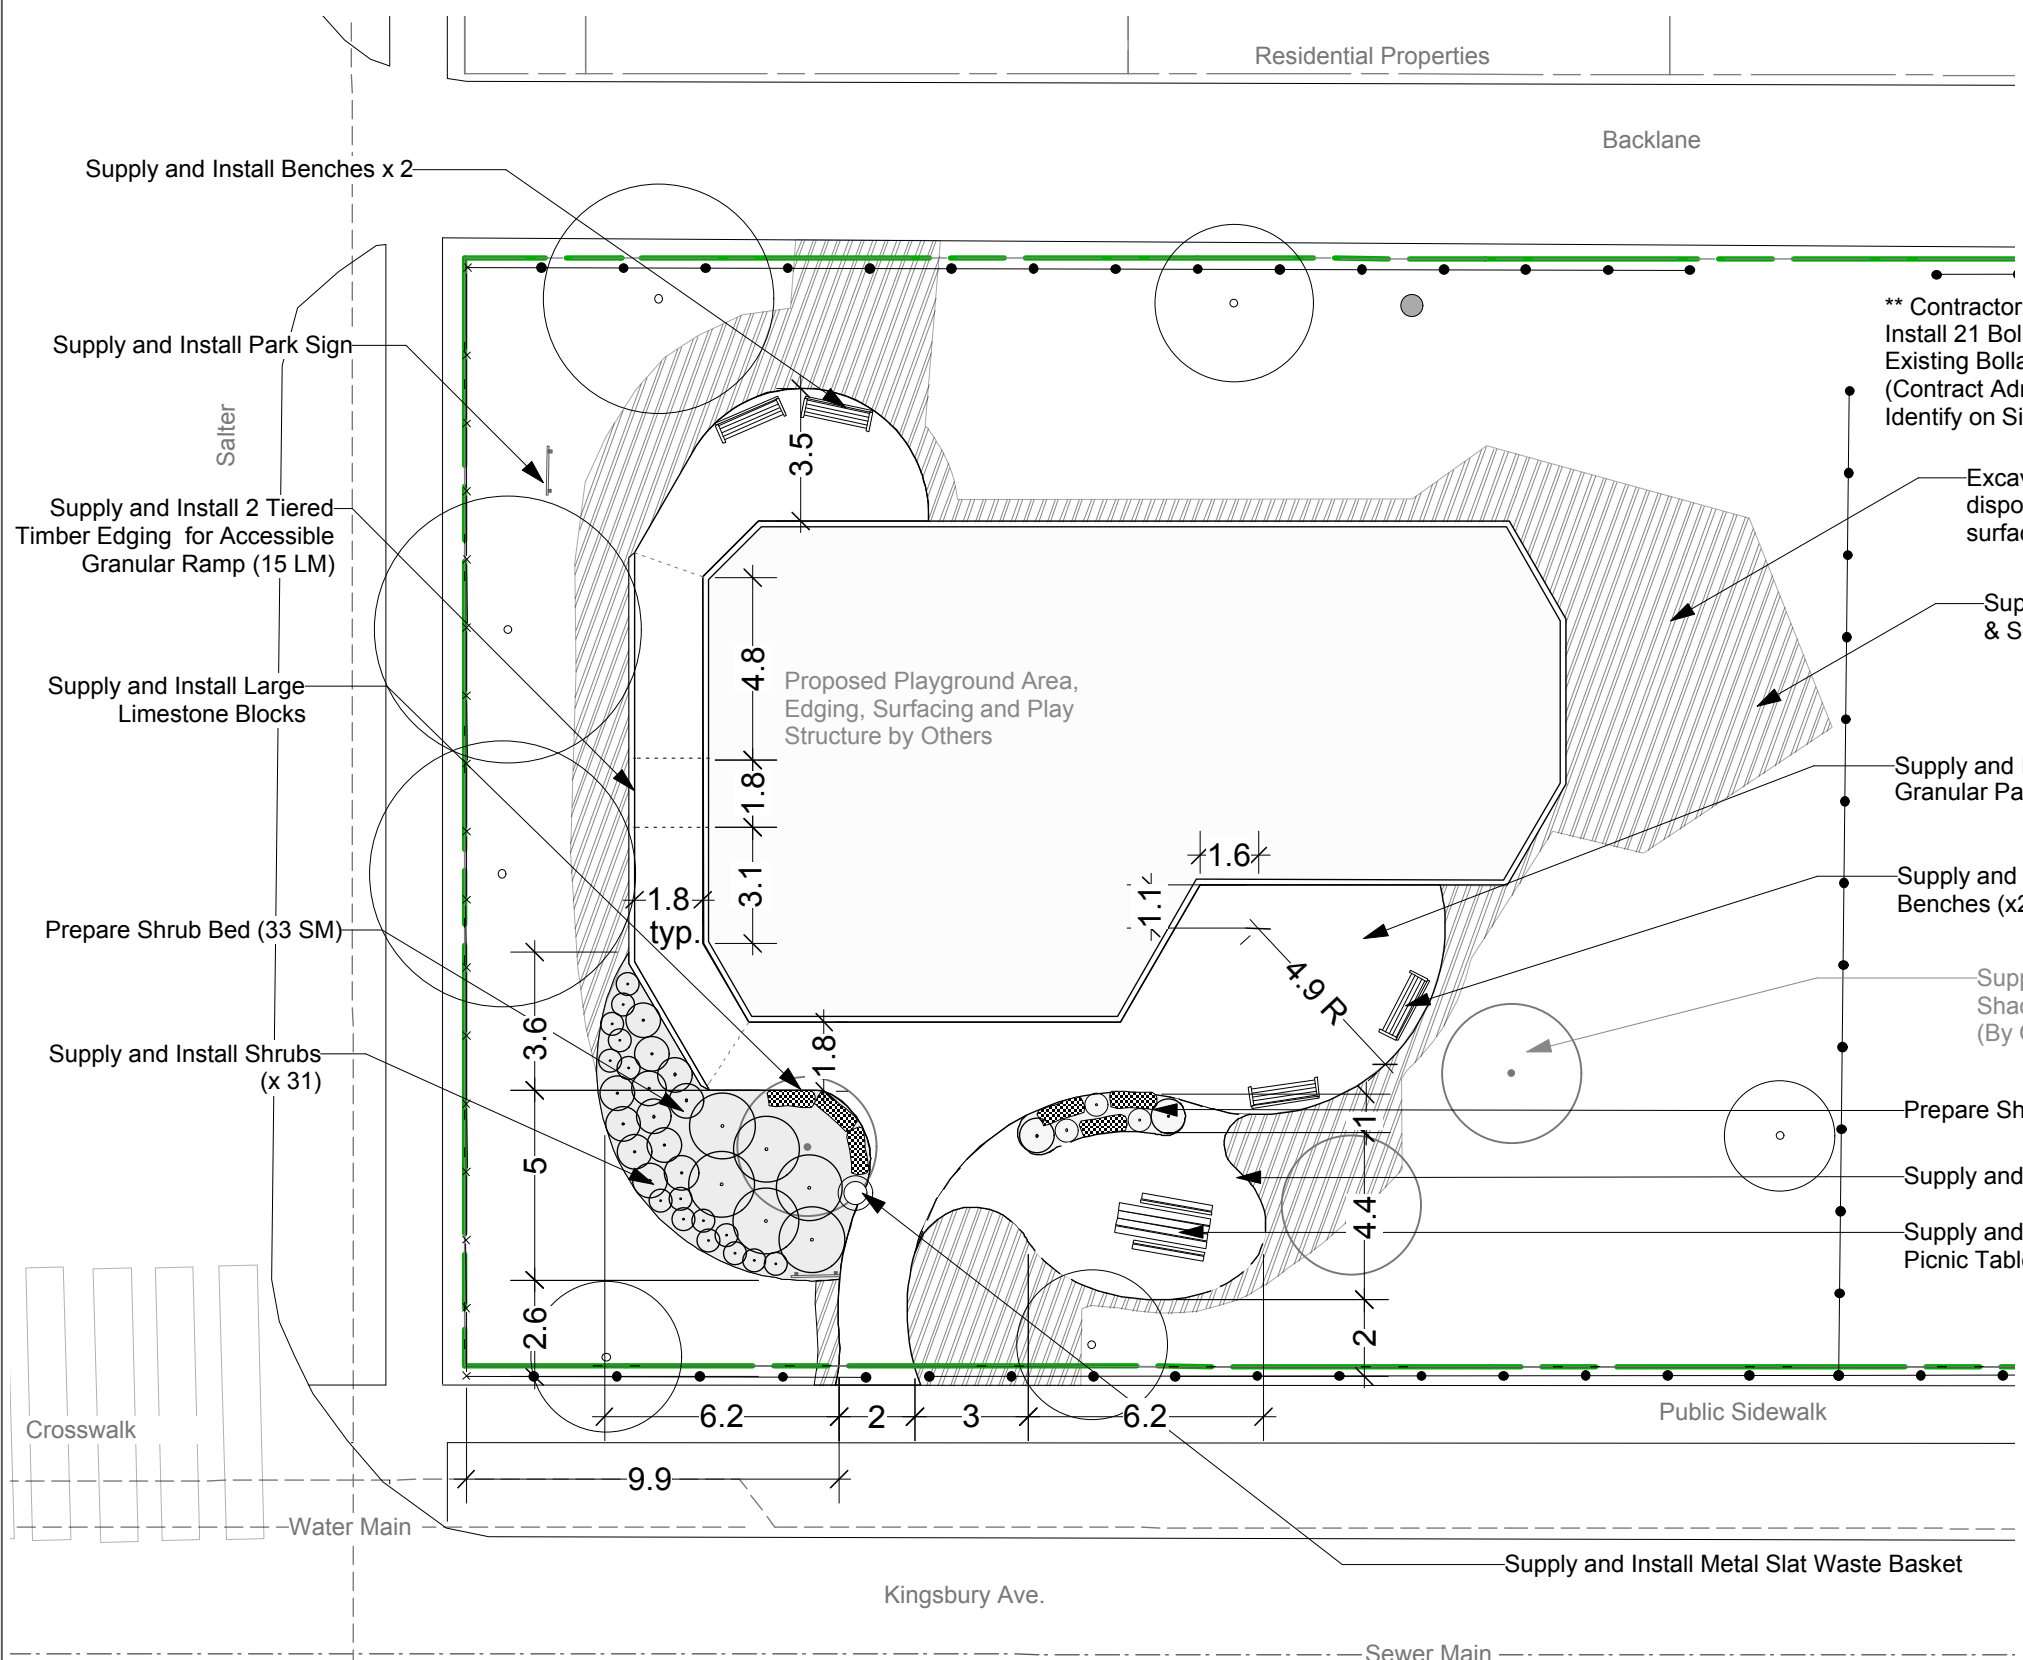 Residential Properties
Backlane
Supply and Install Benches x 2
Supply and Install Park Sign
Salter
Supply and Install 2 Tiered
Timber Edging for Accessible
Granular Ramp (15 LM)
Supply and Install Large
Limestone Blocks
Prepare Shrub Bed (33 SM)
Supply and Install Shrubs
(x 31)
Crosswalk
Water Main
Kingsbury Ave.
Sewer Main
Public Sidewalk
Supply and Install Metal Slat Waste Basket
Proposed Playground Area,
Edging, Surfacing and Play
Structure by Others
** Contractor
Install 21 Bol
Existing Bolla
(Contract Adr
Identify on Si
Excav
dispo
surfac
Sup
& S
Supply and
Granular Pa
Supply and
Benches (x2
Supp
Shad
(By
Prepare Sh
Supply and
Supply and
Picnic Tabl
3.5
4.8
1.8
3.1
1.8
typ.
1.6
1.1
4.9 R
1.8
3.6
5
2.6
1
4.4
2
6.2
2
3
6.2
9.9